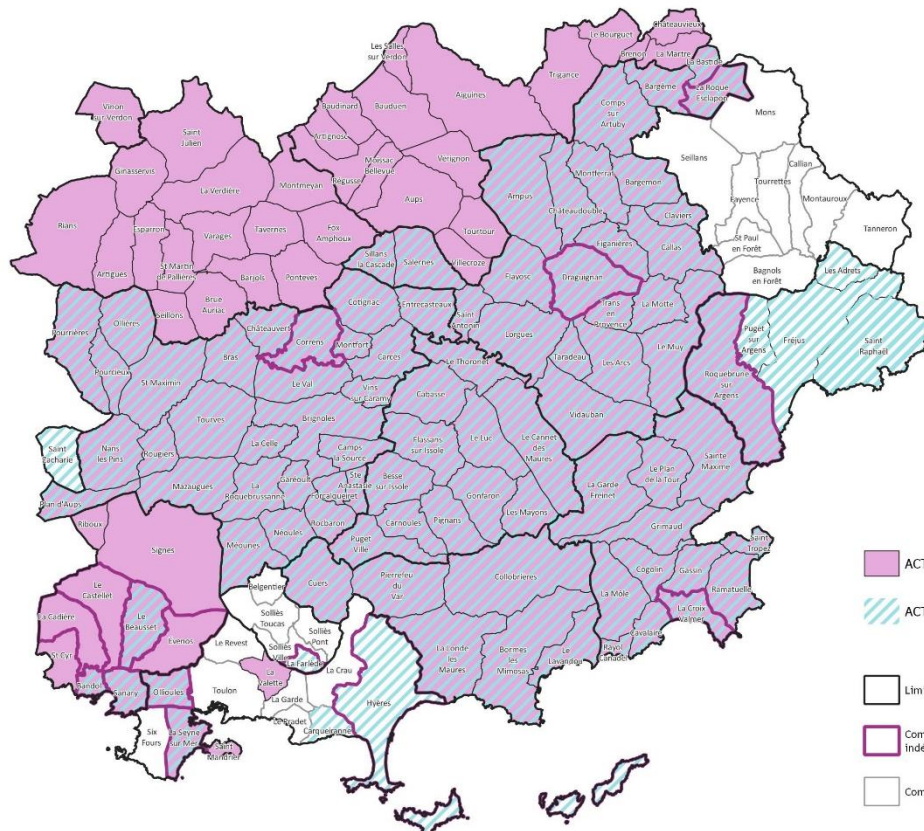 Châteauvieux
Le Bourguet
Brenon
La Martre
Les Salles
sur Verdon
Trigance
La Bastide
Bargème
La Roque
Esclapon
Vinon
sur Verdon
Baudinard
Bauduen
Aiguines
Comps
sur
Artuby
Mons
Saint
Julien
Artignosc
Seillans
Callian
Ginasservis
Moissac
Bellevue
Vérignon
Montferrat
Bargemon
Tourrettes
Montauroux
La Verdière
Montmeyan
Régusse
Aups
Ampus
Châteaudouble
Fayence
Rians
Esparron
Varages
Tavernes
Fox
Amphoux
Tourtour
Claviers
Tanneron
St Paul
en Forêt
Artigues
St Martin
de Pallières
Barjols
Pontevès
Sillans
la Cascade
Salernes
Villecroze
Flayosc
Figanières
Callas
Bagnols
en Forêt
Les Adrets
Seillons
Brue
Auriac
Draguignan
Cotignac
Entrecasteaux
Saint
Antonin
Trans
en Provence
La Motte
Pourrières
Ollières
Châteauvert
Correns
Montfort
Lorgues
Puget
sur
Argens
Fréjus
Saint
Raphaël
Pourcieux
Bras
Carcès
Le Thoronet
Taradeau
Les Arcs
Le Muy
Roquebrune
sur
Argens
St Maximin
Le Val
Vins
sur Caramy
Cabasse
Vidauban
Tourves
Brignoles
Flassans
sur Issole
Le Luc
Le Cannet
des
Maures
Sainte
Maxime
Saint
Zacharie
Nans
les Pins
Rougiers
La Celle
Camps
la Source
Le Plan
de la Tour
La Garde
Freinet
Plan d'Aups
Mazaugues
La
Roquebrussanne
Garéoult
Ste
Anastasie
Forcalqueiret
Besse
sur Issole
Gonfaron
Les Mayons
Grimaud
Riboux
Signes
Méounes
Néoules
Rocbaron
Carnoules
Pignans
Puget
Ville
Saint
Tropez
Cogolin
Gassin
ACT
Le
Castellet
Belgentier
Cuers
Pierrefeu
du
Var
Collobrières
La Môle
Ramatuelle
La Croix
Valmer
ACT
La Cadière
Le
Beausset
Evenos
Solliès
Toucas
Solliès
Pont
Solliès
Ville
La Farlède
Cavalaire
Rayol
Canadel
St Cyr
Le Revest
La
Valette
La Crau
La Londe
les
Maures
Bormes
les
Mimosas
Le
Lavandou
Bandol
Sanary
Ollioules
Toulon
La Garde
Hyères
Lim
Six
Fours
La Seyne
sur Mer
Le Pradet
Carqueiranne
Saint
Mandrier
Com
indé
Com